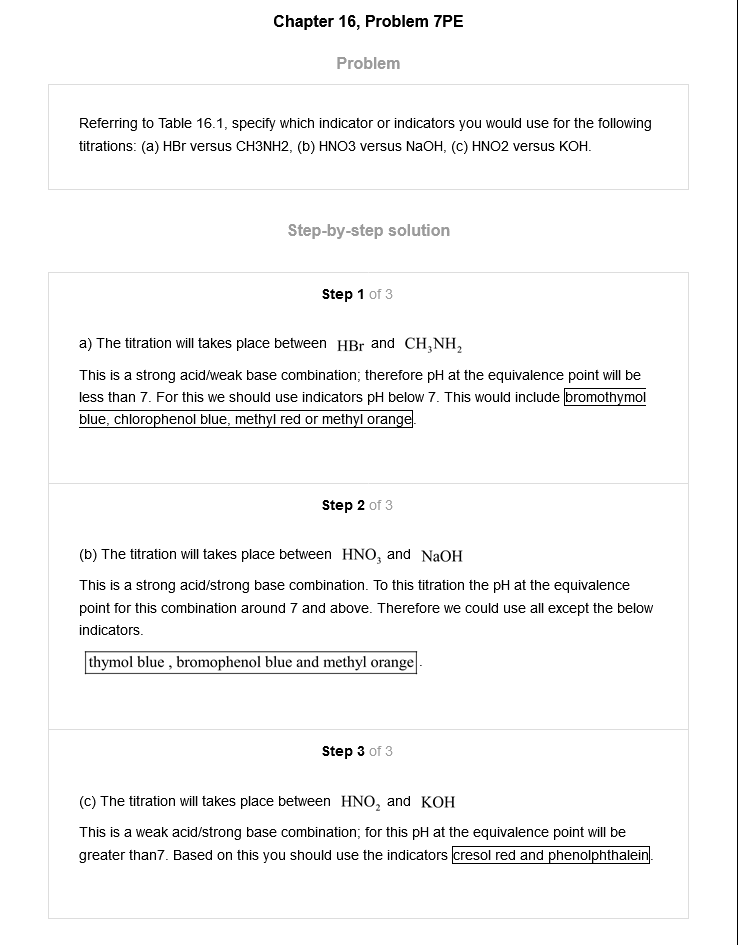 Chapter 16, Problem 7PE
Problem
Referring to Table 16.1, specify which indicator or indicators you would use for the following
titrations: (a) HBr versus CH3NH2, (b) HNO3 versus NaOH, (c) HNO2 versus KOH.
Step-by-step solution
Step 1 of 3
a) The titration will takes place between HBr and CH₃NH₂
This is a strong acid/weak base combination; therefore pH at the equivalence point will be
less than 7. For this we should use indicators pH below 7. This would include bromothymol
blue, chlorophenol blue, methyl red or methyl orange.
Step 2 of 3
(b) The titration will takes place between HNO₃ and NaOH
This is a strong acid/strong base combination. To this titration the pH at the equivalence
point for this combination around 7 and above. Therefore we could use all except the below
indicators.
thymol blue , bromophenol blue and methyl orange.
Step 3 of 3
(c) The titration will takes place between HNO₂ and KOH
This is a weak acid/strong base combination; for this pH at the equivalence point will be
greater than7. Based on this you should use the indicators cresol red and phenolphthalein.